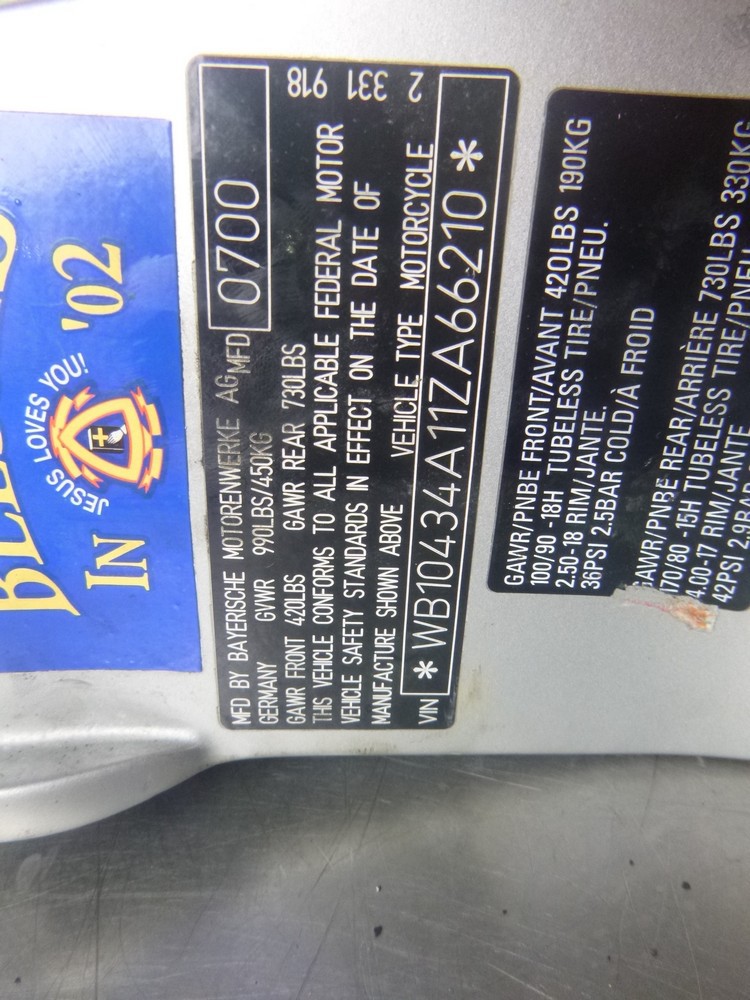 '02
JESUS LOVES YOU!
IN
MFD BY BAYERISCHE MOTORENWERKE AG MFD 0700
GERMANY GVWR 990LBS/450KG
GAWR FRONT 420LBS GAWR REAR 730LBS 918
THIS VEHICLE CONFORMS TO ALL APPLICABLE FEDERAL MOTOR
VEHICLE SAFETY STANDARDS IN EFFECT ON THE DATE OF 331
MANUFACTURE SHOWN ABOVE VEHICLE TYPE MOTORCYCLE 2
VIN *WB10434A11ZA66210*
GAWR/PNBE FRONT/AVANT 420LBS 190KG
100/90 -18H TUBELESS TIRE/PNEU.
2.50-18 RIM/JANTE.
36PSI 2.5BAR COLD/À FROID
GAWR/PNBE REAR/ARRIÈRE 730LBS 330KG
170/80 -15H TUBELESS TIRE/PNEU
4.00-17 RIM/JANTE.
42PSI 2.9B